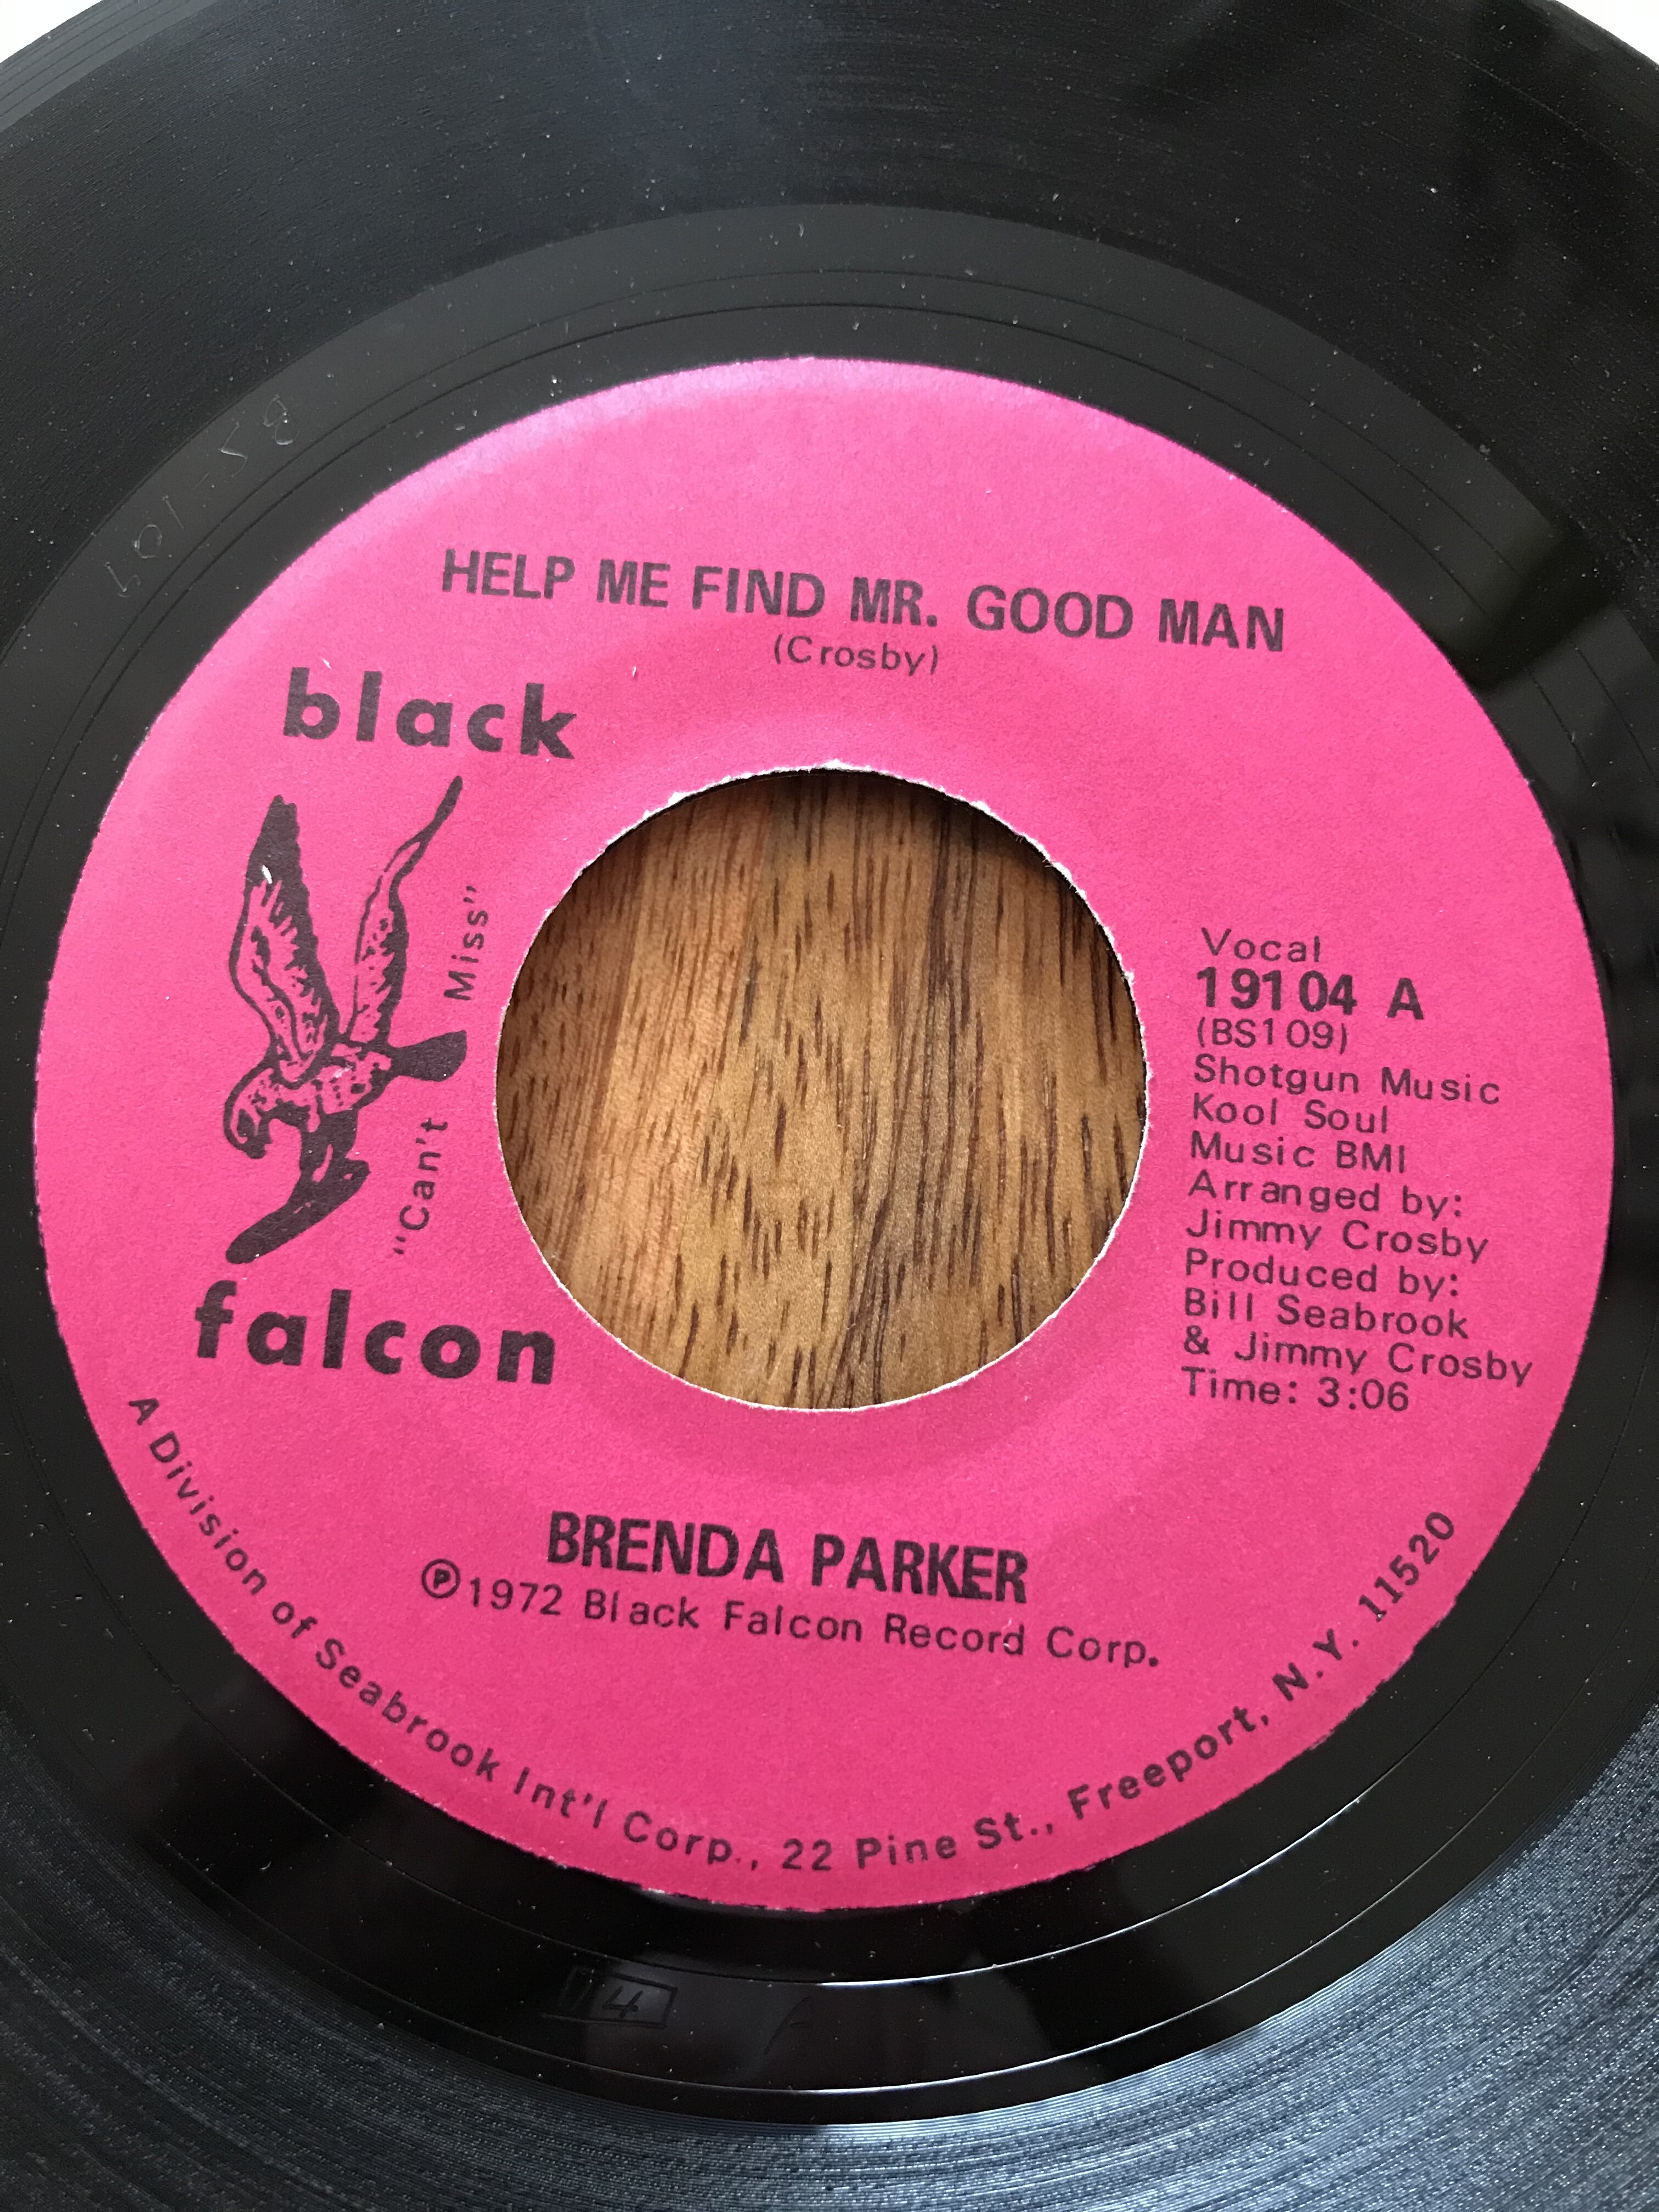 HELP ME FIND MR. GOOD MAN
(Crosby)
black
"Can't Miss"
falcon
Vocal
19104 A
(BS109)
Shotgun Music
Kool Soul
Music BMI
Arranged by:
Jimmy Crosby
Produced by:
Bill Seabrook
& Jimmy Crosby
Time: 3:06
BRENDA PARKER
℗1972 Black Falcon Record Corp.
A Division of Seabrook Int'l Corp., 22 Pine St., Freeport, N.Y. 11520